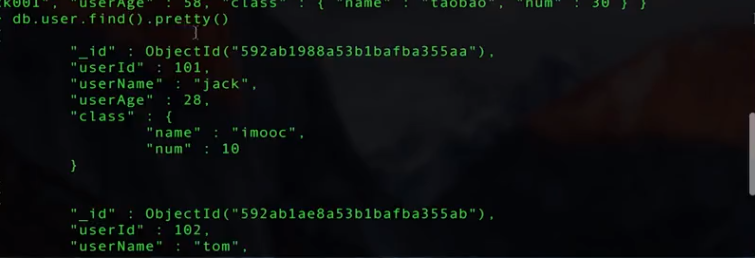 k001", "userAge" : 58, "class" : { "name" : "taobao", "num" : 30 } }
db.user.find().pretty()
"_id" : ObjectId("592ab1988a53b1bafba355aa"),
"userId" : 101,
"userName" : "jack",
"userAge" : 28,
"class" : {
"name" : "imooc",
"num" : 10
}
"_id" : ObjectId("592ab1ae8a53b1bafba355ab"),
"userId" : 102,
"userName" : "tom",